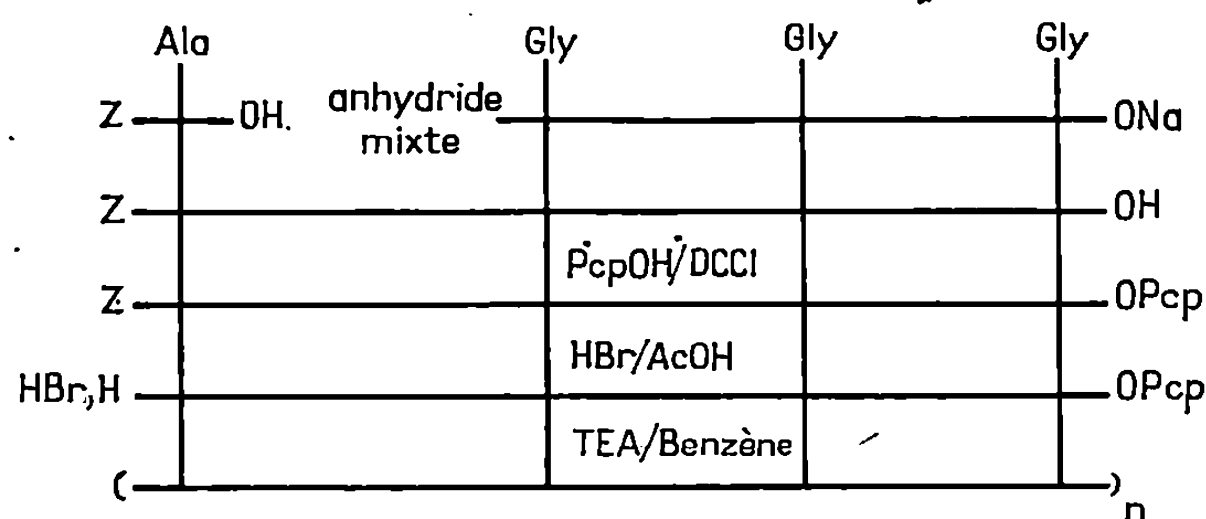 Ala Gly Gly Gly
Z OH. anhydride mixte ONa
Z OH
PcpOH/DCCI
Z OPcp
HBr/AcOH
HBr,H OPcp
TEA/Benzène
( )n